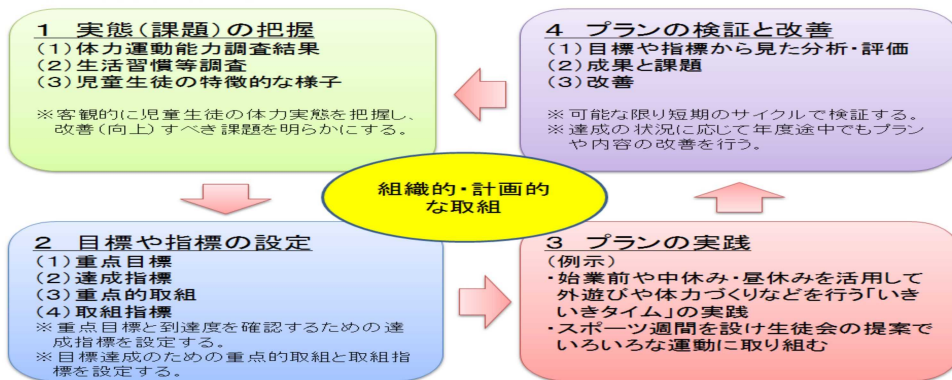 1 実態(課題)の把握
(1)体力運動能力調査結果
(2)生活習慣等調査
(3)児童生徒の特徴的な様子
※客観的に児童生徒の体力実態を把握し、
改善(向上)すべき課題を明らかにする。
組織的・計画的
な取組
2 目標や指標の設定
(1)重点目標
(2)達成指標
(3)重点的取組
(4)取組指標
※重点目標と到達度を確認するための達
成指標を設定する。
※目標達成のための重点的取組と取組指
標を設定する。
3 プランの実践
(例示)
・始業前や中休み・昼休みを活用して
外遊びや体力づくりなどを行う「いき
いきタイム」の実践
・スポーツ週間を設け生徒会の提案で
いろいろな運動に取り組む
4 プランの検証と改善
(1)目標や指標から見た分析・評価
(2)成果と課題
(3)改善
※可能な限り短期のサイクルで検証する。
※達成の状況に応じて年度途中でもプラン
や内容の改善を行う。